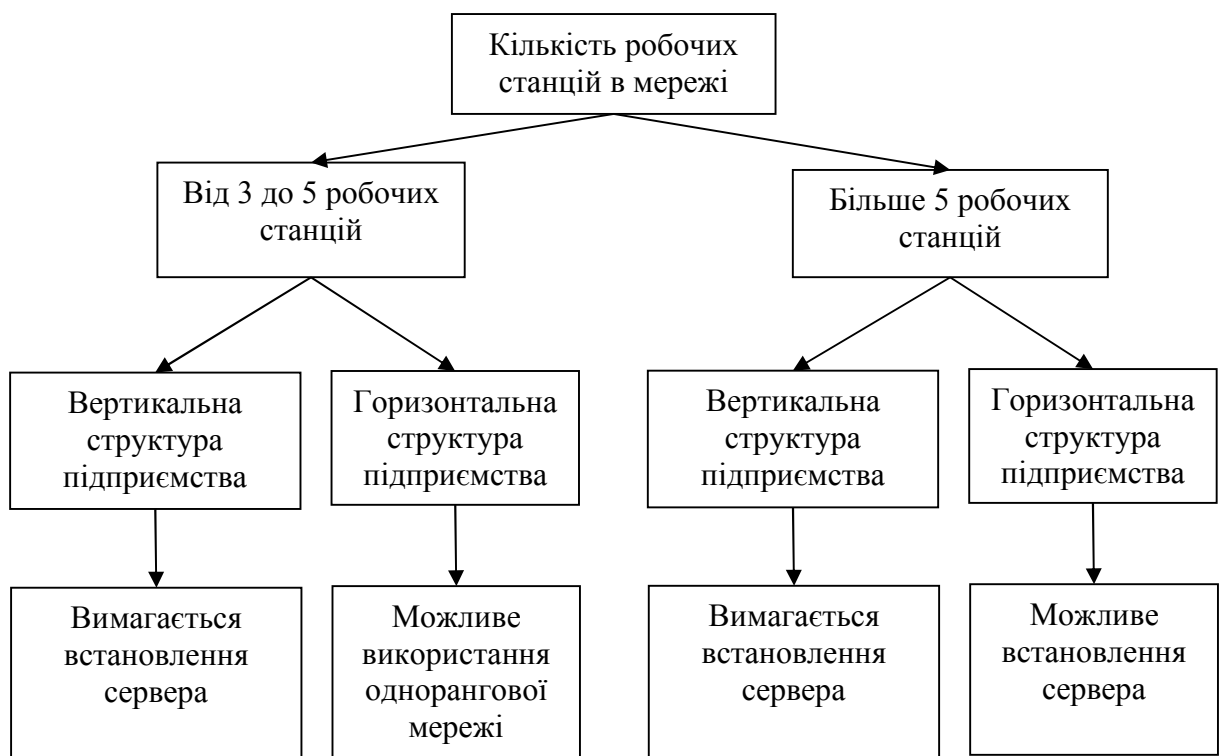 Кількість робочих
станцій в мережі
Від 3 до 5 робочих
станцій
Більше 5 робочих
станцій
Вертикальна
структура
підприємства
Горизонтальна
структура
підприємства
Вертикальна
структура
підприємства
Горизонтальна
структура
підприємства
Вимагається
встановлення
сервера
Можливе
використання
однорангової
мережі
Вимагається
встановлення
сервера
Можливе
встановлення
сервера